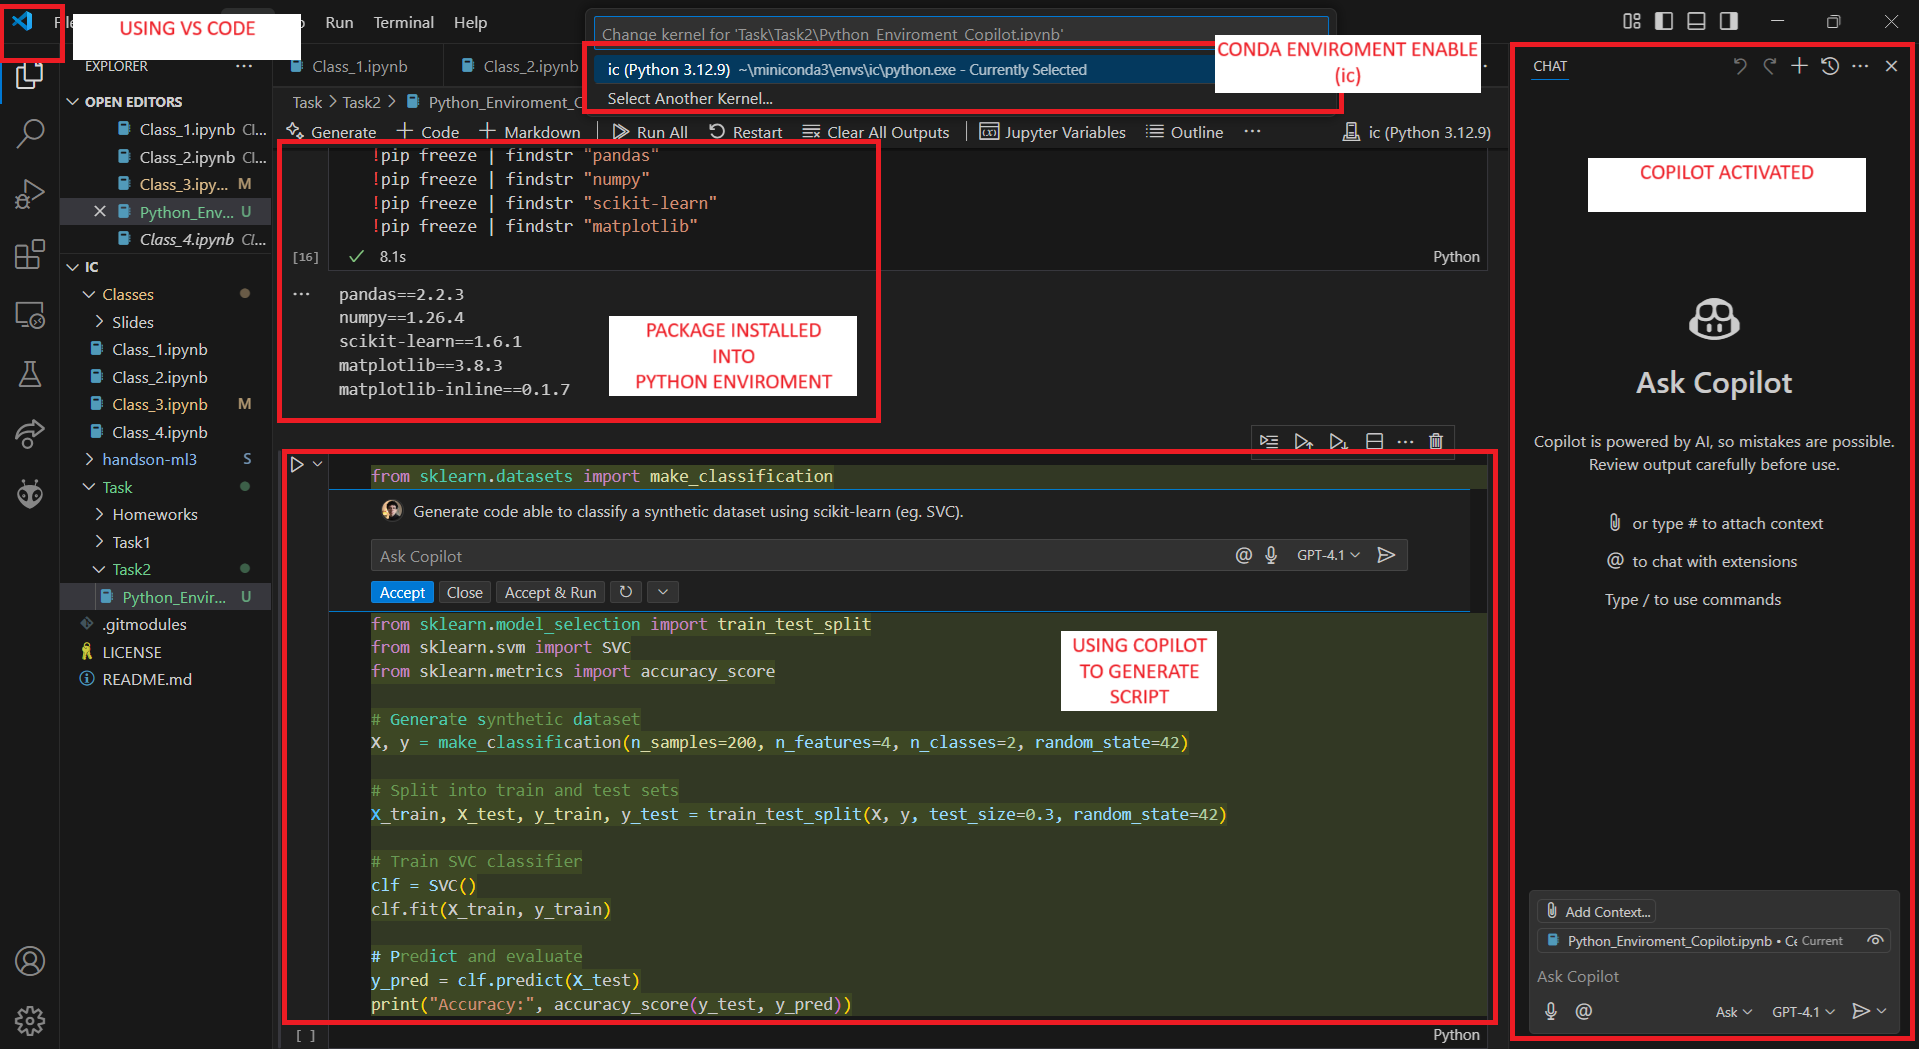 USING VS CODE
Run Terminal Help
Change kernel for 'Task\Task2\Python_Enviroment_Copilot.ipynb'
ic (Python 3.12.9) ~\miniconda3\envs\ic\python.exe - Currently Selected
Select Another Kernel...
CONDA ENVIROMENT ENABLE
(ic)
EXPLORER
OPEN EDITORS
Class_1.ipynb Cl...
Class_2.ipynb Cl...
Class_3.ipy... M
Python_Env... U
Class_4.ipynb Cl...
IC
Classes
Slides
Class_1.ipynb
Class_2.ipynb
Class_3.ipynb M
Class_4.ipynb
handson-ml3 S
Task
Homeworks
Task1
Task2
Python_Envir... U
.gitmodules
LICENSE
README.md
Class_1.ipynb Class_2.ipynb
Task > Task2 > Python_Enviroment_C
Generate + Code + Markdown Run All Restart Clear All Outputs Jupyter Variables Outline ... ic (Python 3.12.9)
!pip freeze | findstr "pandas"
!pip freeze | findstr "numpy"
!pip freeze | findstr "scikit-learn"
!pip freeze | findstr "matplotlib"
[16] ✓ 8.1s Python
pandas==2.2.3
numpy==1.26.4
scikit-learn==1.6.1
matplotlib==3.8.3
matplotlib-inline==0.1.7
PACKAGE INSTALLED
INTO
PYTHON ENVIROMENT
from sklearn.datasets import make_classification
Generate code able to classify a synthetic dataset using scikit-learn (eg. SVC).
Ask Copilot @ GPT-4.1
Accept Close Accept & Run
from sklearn.model_selection import train_test_split
from sklearn.svm import SVC
from sklearn.metrics import accuracy_score
# Generate synthetic dataset
X, y = make_classification(n_samples=200, n_features=4, n_classes=2, random_state=42)
# Split into train and test sets
X_train, X_test, y_train, y_test = train_test_split(X, y, test_size=0.3, random_state=42)
# Train SVC classifier
clf = SVC()
clf.fit(X_train, y_train)
# Predict and evaluate
y_pred = clf.predict(X_test)
print("Accuracy:", accuracy_score(y_test, y_pred))
[ ] Python
USING COPILOT
TO GENERATE
SCRIPT
CHAT
COPILOT ACTIVATED
Ask Copilot
Copilot is powered by AI, so mistakes are possible.
Review output carefully before use.
or type # to attach context
@ to chat with extensions
Type / to use commands
Add Context...
Python_Enviroment_Copilot.ipynb • Ce Current
Ask Copilot
@ Ask GPT-4.1